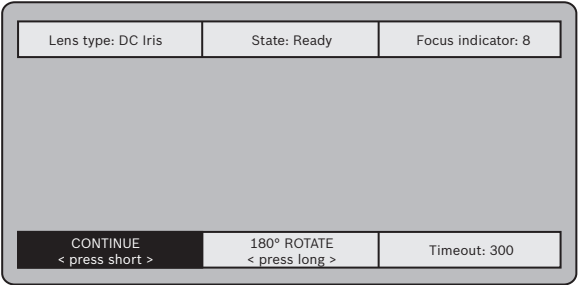 Lens type: DC Iris
State: Ready
Focus indicator: 8
CONTINUE
< press short >
180° ROTATE
< press long >
Timeout: 300